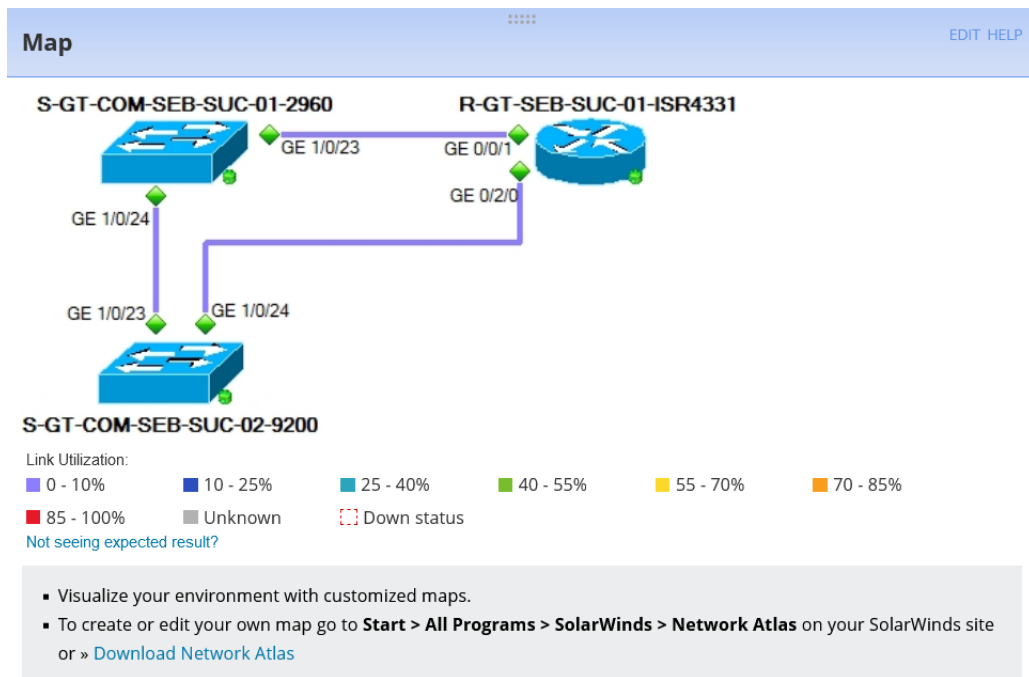 Map
EDIT HELP
S-GT-COM-SEB-SUC-01-2960
R-GT-SEB-SUC-01-ISR4331
GE 1/0/23
GE 0/0/1
GE 0/2/0
GE 1/0/24
GE 1/0/23
GE 1/0/24
S-GT-COM-SEB-SUC-02-9200
Link Utilization:
0 - 10% 10 - 25% 25 - 40% 40 - 55% 55 - 70% 70 - 85%
85 - 100% Unknown Down status
Not seeing expected result?
▪ Visualize your environment with customized maps.
▪ To create or edit your own map go to Start > All Programs > SolarWinds > Network Atlas on your SolarWinds site
or » Download Network Atlas